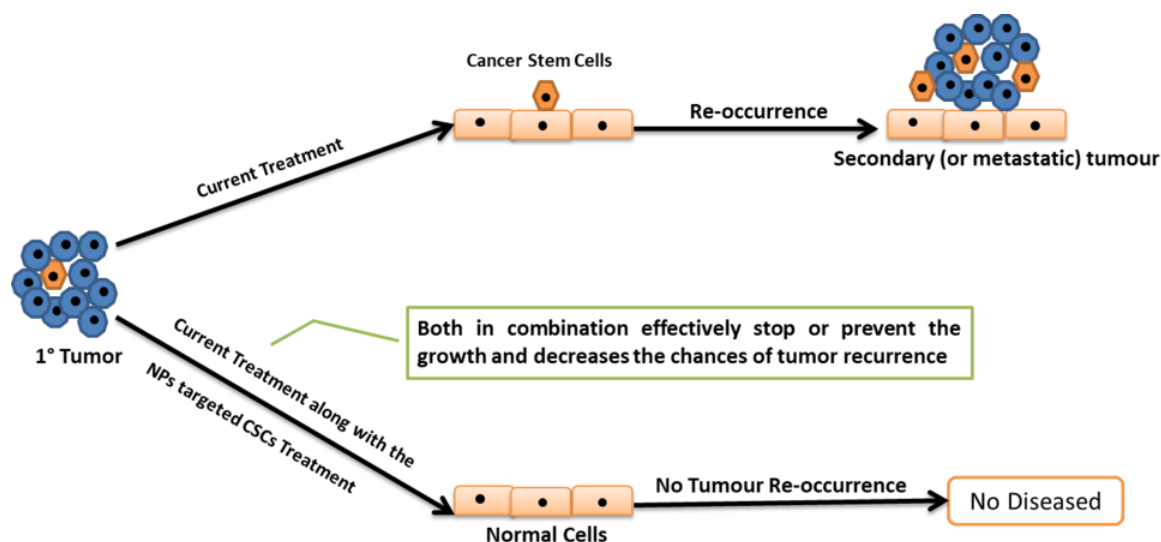 Cancer Stem Cells
Current Treatment
Re-occurrence
Secondary (or metastatic) tumour
1° Tumor
Both in combination effectively stop or prevent the
growth and decreases the chances of tumor recurrence
Current Treatment along with the
NPs targeted CSCs Treatment
Normal Cells
No Tumour Re-occurrence
No Diseased